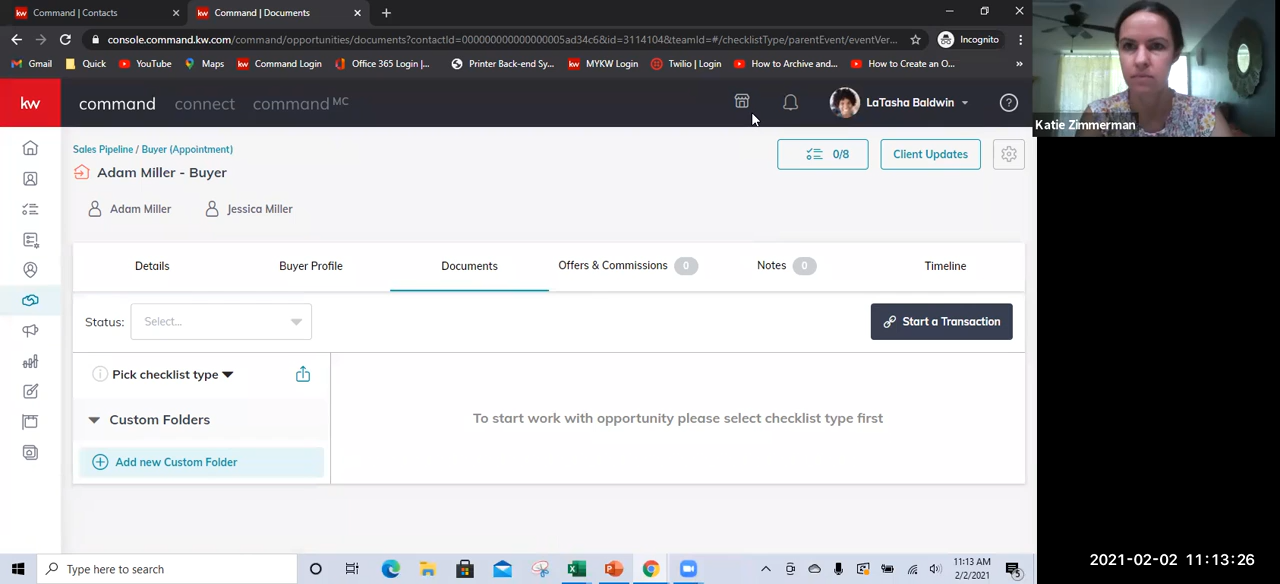 Command | Contacts
Command | Documents
console.command.kw.com/command/opportunities/documents?contactId=000000000000000005ad34c6&id=3114104&teamId=#/checklistType/parentEvent/eventVer...
Incognito
Gmail
Quick
YouTube
Maps
Command Login
Office 365 Login |...
Printer Back-end Sy...
MYKW Login
Twilio | Login
How to Archive and...
How to Create an O...
»
kw
command
connect
command MC
LaTasha Baldwin
Katie Zimmerman
Sales Pipeline / Buyer (Appointment)
Adam Miller - Buyer
0/8
Client Updates
Adam Miller
Jessica Miller
Details
Buyer Profile
Documents
Offers & Commissions 0
Notes 0
Timeline
Status:
Select...
Start a Transaction
Pick checklist type
Custom Folders
Add new Custom Folder
To start work with opportunity please select checklist type first
Type here to search
11:13 AM
2/2/2021
5
2021-02-02 11:13:26